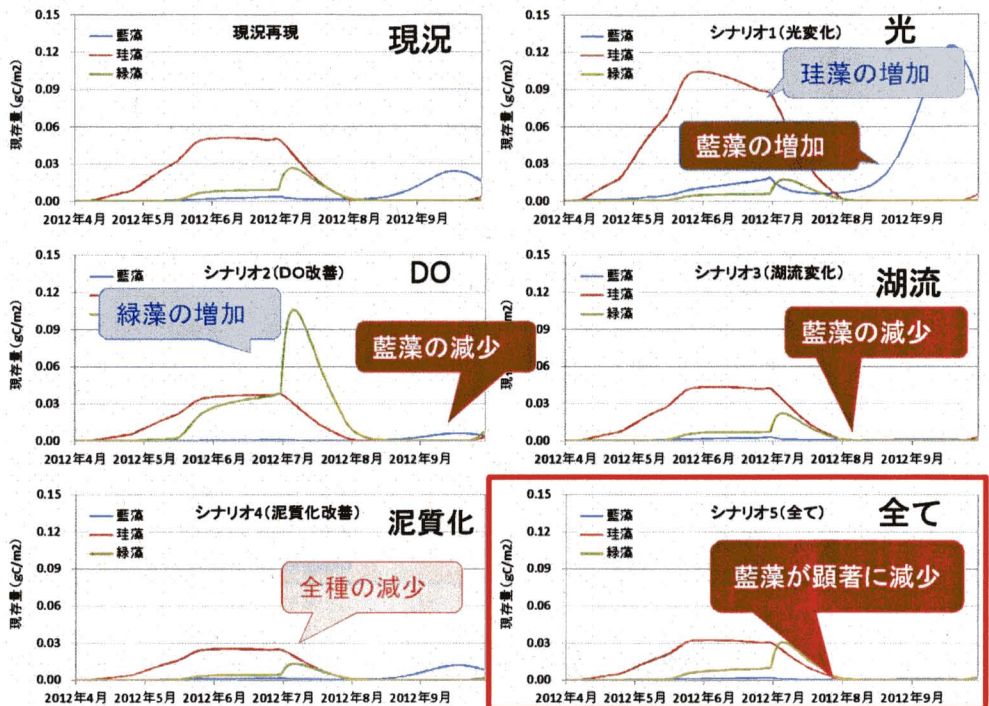 0.15
0.12
0.09
0.06
0.03
0.00
現存量(gC/m2)
藍藻
珪藻
緑藻
現況再現
現況
2012年4月 2012年5月 2012年6月 2012年7月 2012年8月 2012年9月
0.15
0.12
0.09
0.06
0.03
0.00
現存量(gC/m2)
藍藻
珪藻
緑藻
シナリオ1(光変化)
光
珪藻の増加
藍藻の増加
2012年4月 2012年5月 2012年6月 2012年7月 2012年8月 2012年9月
0.15
0.12
0.09
0.06
0.03
0.00
現存量(gC/m2)
藍藻
シナリオ2(DO改善)
DO
緑藻の増加
藍藻の減少
2012年4月 2012年5月 2012年6月 2012年7月 2012年8月 2012年9月
0.15
0.12
0.09
0.06
0.03
0.00
藍藻
珪藻
緑藻
シナリオ3(湖流変化)
湖流
藍藻の減少
2012年4月 2012年5月 2012年6月 2012年7月 2012年8月 2012年9月
0.15
0.12
0.09
0.06
0.03
0.00
現存量(gC/m2)
藍藻
珪藻
緑藻
シナリオ4(泥質化改善)
泥質化
全種の減少
2012年4月 2012年5月 2012年6月 2012年7月 2012年8月 2012年9月
0.15
0.12
0.09
0.06
0.03
0.00
現存量(gC/m2)
藍藻
珪藻
緑藻
シナリオ5(全て)
全て
藍藻が顕著に減少
2012年4月 2012年5月 2012年6月 2012年7月 2012年8月 2012年9月